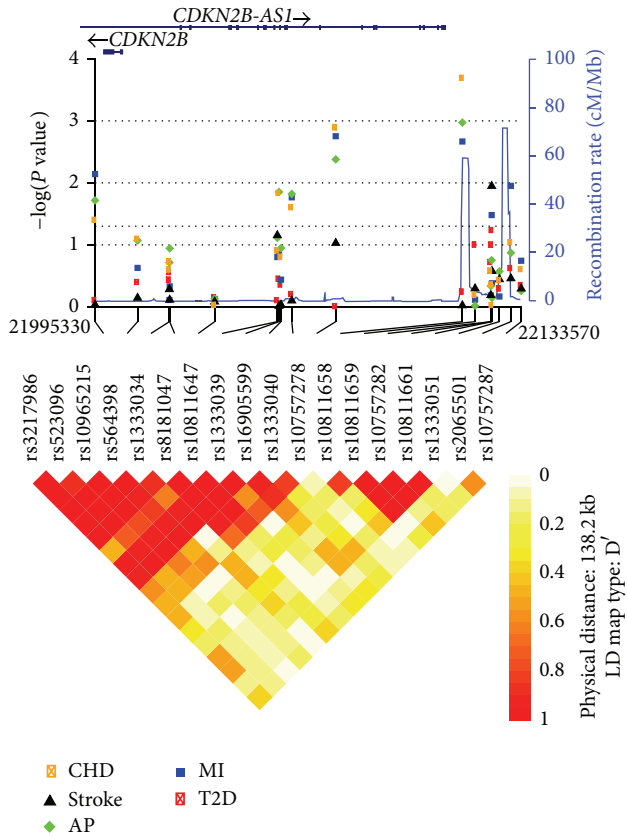 CDKN2B-AS1
CDKN2B
−log(P value)
4
3
2
1
0
100
80
60
40
20
0
Recombination rate (cM/Mb)
21995330
22133570
rs3217986
rs523096
rs10965215
rs564398
rs1333034
rs8181047
rs10811647
rs1333039
rs16905599
rs1333040
rs10757278
rs10811658
rs10811659
rs10757282
rs10811661
rs1333051
rs2065501
rs10757287
0
0.2
0.4
0.6
0.8
1
Physical distance: 138.2 kb
LD map type: D′
CHD
Stroke
AP
MI
T2D